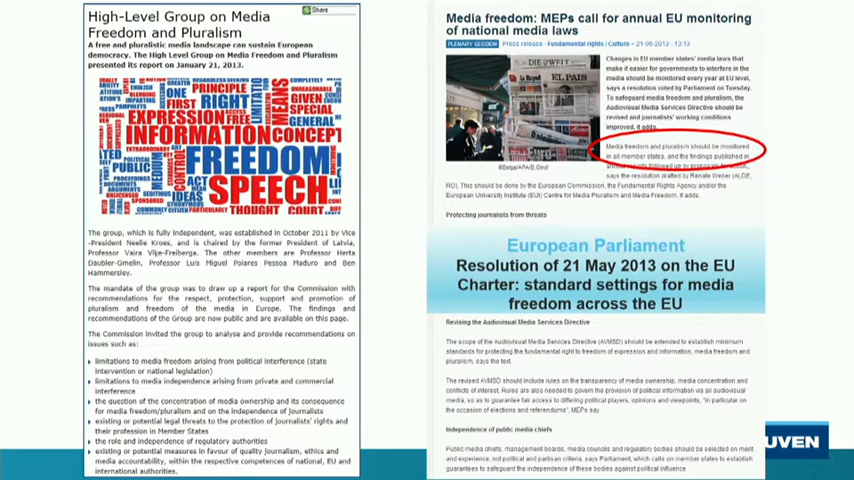 High-Level Group on Media
Freedom and Pluralism
Share
A free and pluralistic media landscape can sustain European
democracy. The High Level Group on Media Freedom and Pluralism
presented its report on January 21, 2013.
PRINCIPLE
FIRST RIGHT
MEANS
GIVEN
SPECIAL
GENERAL
EXPRESSION
INFORMATION CONCEPT
POLITICAL
PUBLIC
MEDIUM
CONTROL
FREEDOM
ACT
MEAN
IDEAS
SPEECH
THOUGHT COURT
The group, which is fully independent, was established in October 2011 by Vice
-President Neelie Kroes, and is chaired by the former President of Latvia,
Professor Vaira Vīķe-Freiberga. The other members are Professor Herta
Däubler-Gmelin, Professor Luís Miguel Poiares Pessoa Maduro and Ben
Hammersley.
The mandate of the group was to draw up a report for the Commission with
recommendations for the respect, protection, support and promotion of
pluralism and freedom of the media in Europe. The findings and
recommendations of the Group are now public and are available on this page.
The Commission invited the group to analyse and provide recommendations on
issues such as:
limitations to media freedom arising from political interference (state
intervention or national legislation)
limitations to media independence arising from private and commercial
interference
the question of the concentration of media ownership and its consequence
for media freedom/pluralism and on the independence of journalists
existing or potential legal threats to the protection of journalists' rights and
their profession in Member States
the role and independence of regulatory authorities
existing or potential measures in favour of quality journalism, ethics and
media accountability, within the respective competences of national, EU and
international authorities.
Media freedom: MEPs call for annual EU monitoring
of national media laws
PLENARY SESSION Press release - Fundamental rights / Culture − 21-05-2013 - 13:13
DIE WELT
EL PAIS
Changes in EU member states' media laws that
make it easier for governments to interfere in the
media should be monitored every year at EU level,
says a resolution voted by Parliament on Tuesday.
To safeguard media freedom and pluralism, the
Audiovisual Media Services Directive should be
revised and journalists' working conditions
improved, it adds.
Media freedom and pluralism should be monitored
in all member states, and the findings published in
annual reports followed up by
says the resolution drafted by Renate Weber (ALDE,
RO). This should be done by the European Commission, the Fundamental Rights Agency and/or the
European University Institute (EUI) Centre for Media Pluralism and Media Freedom, it adds.
Protecting journalists from threats
European Parliament
Resolution of 21 May 2013 on the EU
Charter: standard settings for media
freedom across the EU
Revising the Audiovisual Media Services Directive
The scope of the Audiovisual Media Services Directive (AVMSD) should be extended to establish minimum
standards for protecting the fundamental right to freedom of expression and information, media freedom and
pluralism, says the text.
The revised AVMSD should include rules on the transparency of media ownership, media concentration and
conflicts of interest. Rules are also needed to govern the provision of political information via all audiovisual
media, so as to guarantee fair access to differing political players, opinions and viewpoints, "in particular on
the occasion of elections and referendums", MEPs say.
Independence of public media chiefs
Public media chiefs, management boards, media councils and regulatory bodies should be selected on merit
and experience, not political and partisan criteria, says Parliament, which calls on member states to establish
guarantees to safeguard the independence of these bodies against political influence.
UVEN